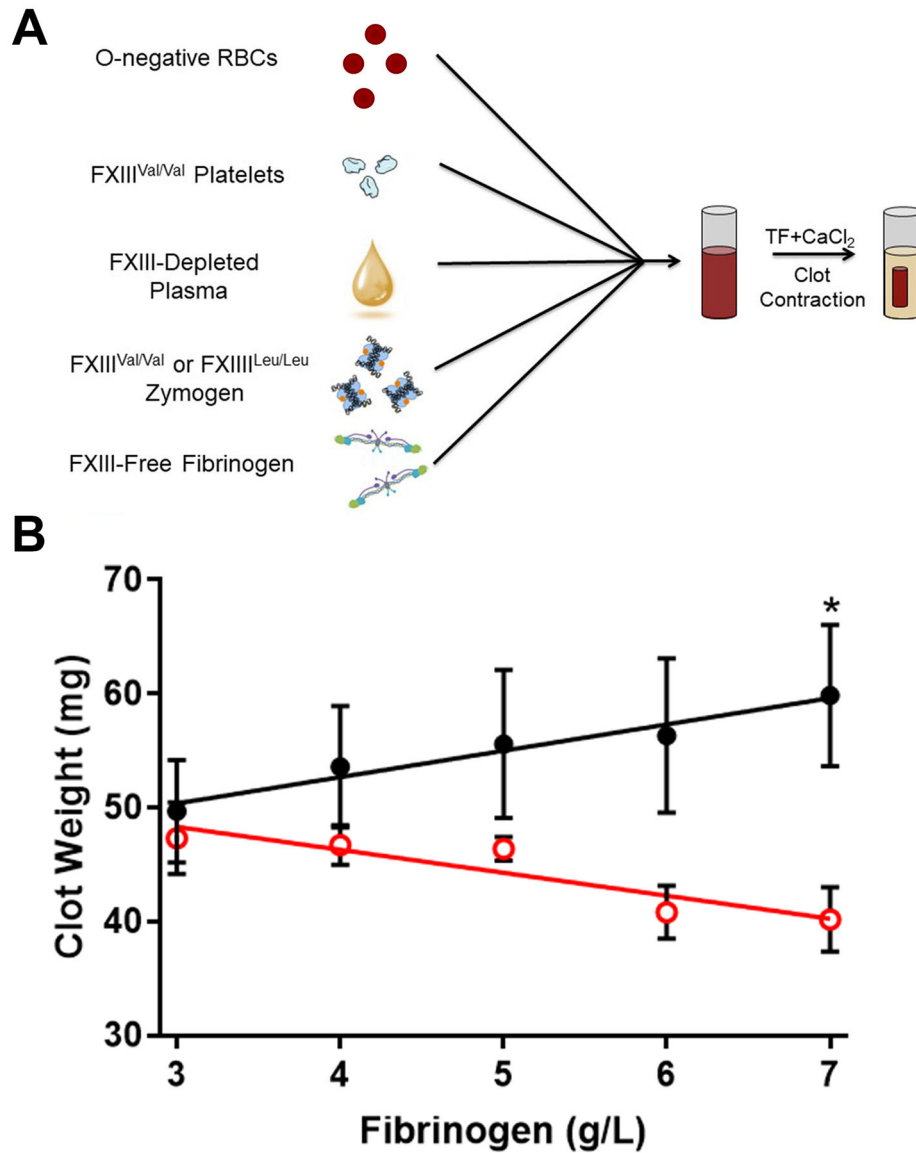 A
O-negative RBCs
FXIII^Val/Val Platelets
FXIII-Depleted
Plasma
FXIII^Val/Val or FXIIII^Leu/Leu
Zymogen
FXIII-Free Fibrinogen
TF+CaCl₂
Clot
Contraction
B
70
60
50
40
30
*
Clot Weight (mg)
3 4 5 6 7
Fibrinogen (g/L)